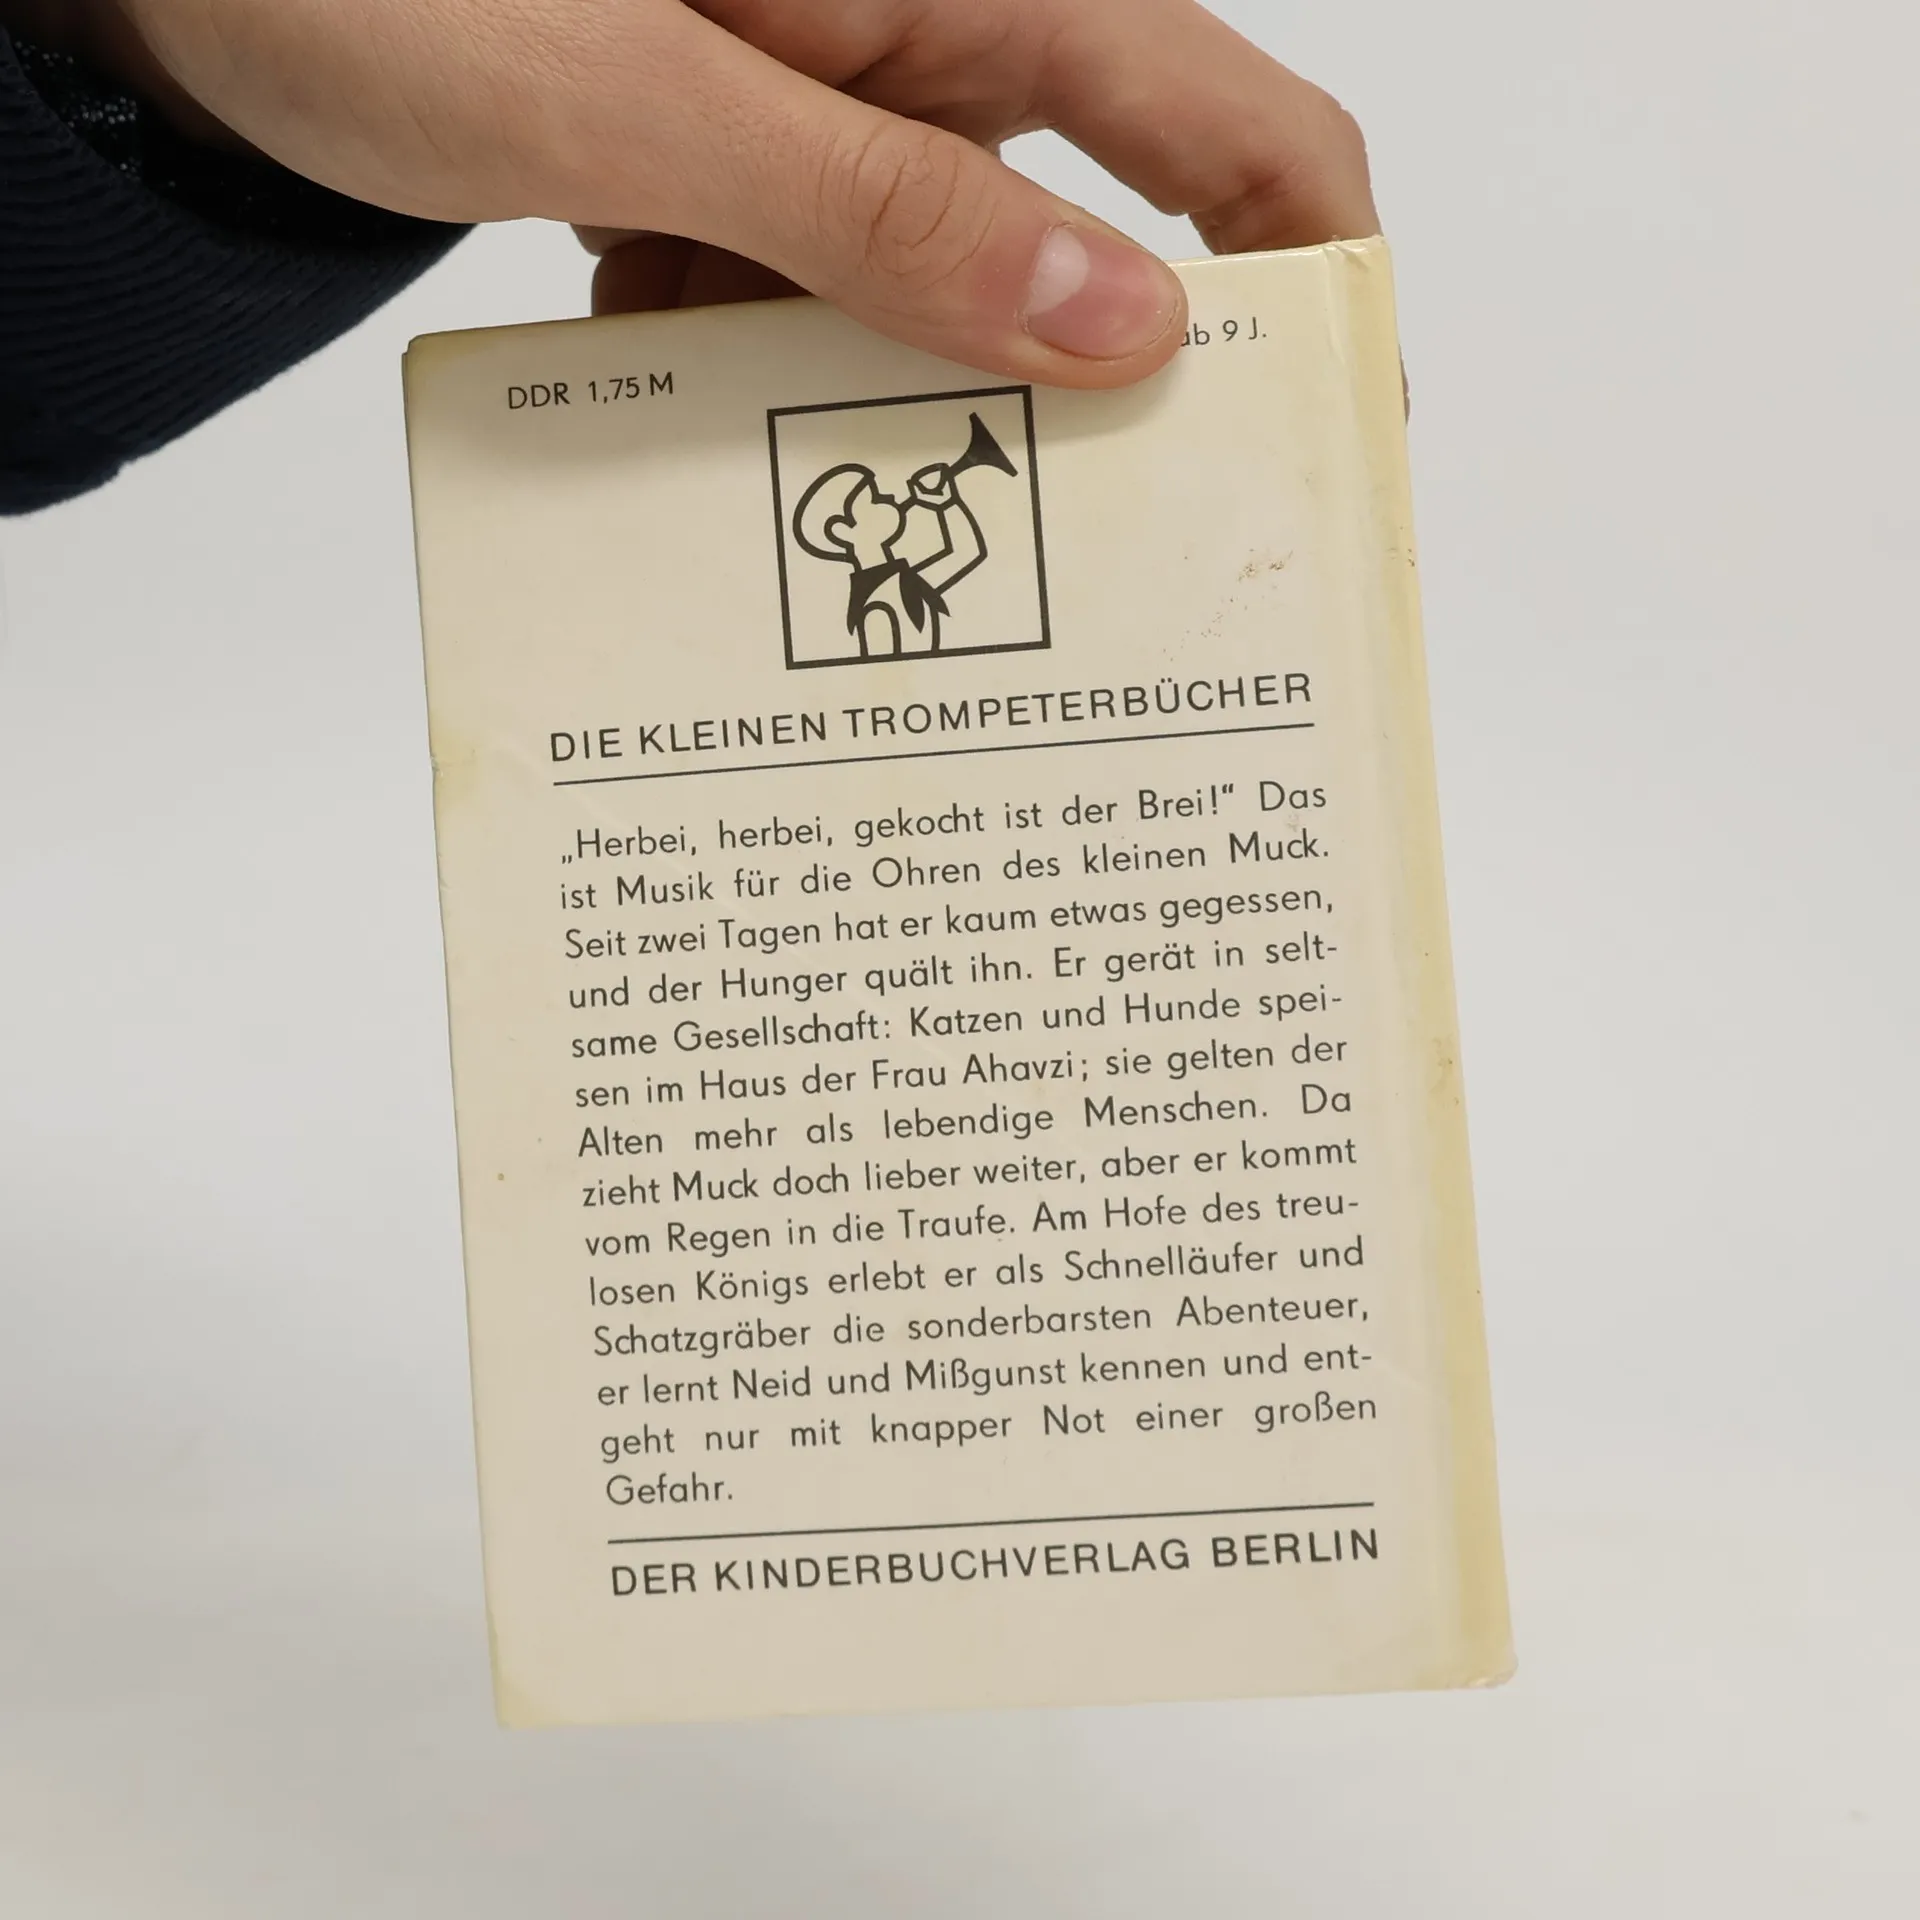 ab 9 J.
DDR 1,75 M
DIE KLEINEN TROMPETERBÜCHER
„Herbei, herbei, gekocht ist der Brei!“ Das
ist Musik für die Ohren des kleinen Muck.
Seit zwei Tagen hat er kaum etwas gegessen,
und der Hunger quält ihn. Er gerät in selt-
same Gesellschaft: Katzen und Hunde spei-
sen im Haus der Frau Ahavzi; sie gelten der
Alten mehr als lebendige Menschen. Da
zieht Muck doch lieber weiter, aber er kommt
vom Regen in die Traufe. Am Hofe des treu-
losen Königs erlebt er als Schnelläufer und
Schatzgräber die sonderbarsten Abenteuer,
er lernt Neid und Mißgunst kennen und ent-
geht nur mit knapper Not einer großen
Gefahr.
DER KINDERBUCHVERLAG BERLIN